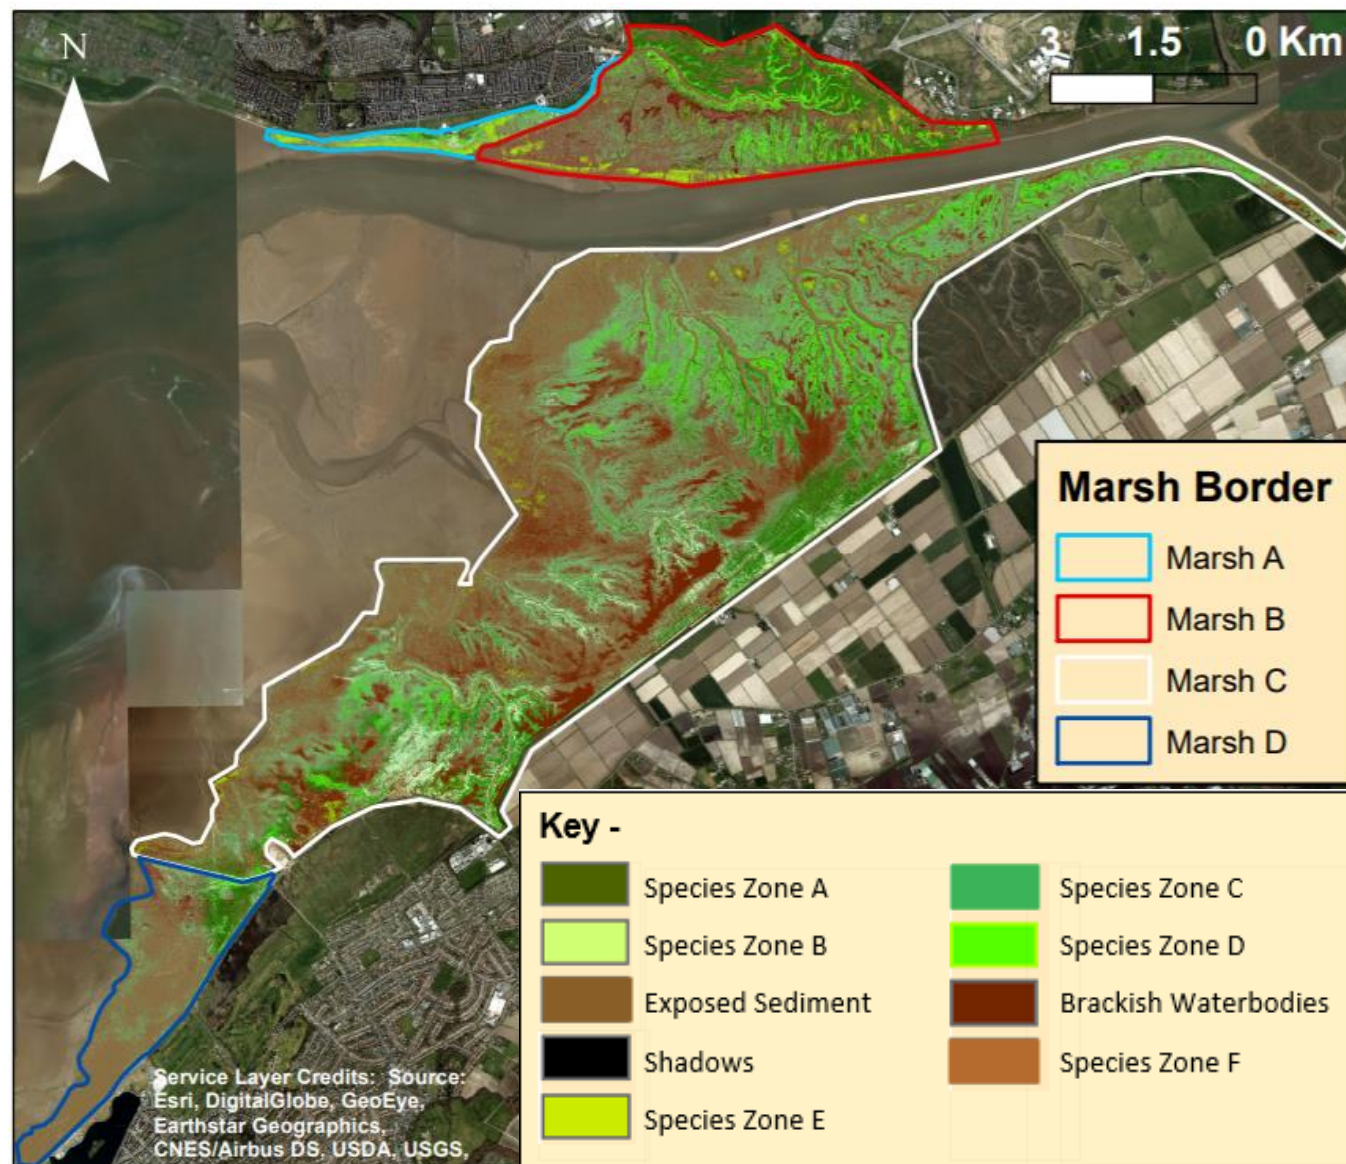 N
3 1.5 0 Km
Marsh Border
Marsh A
Marsh B
Marsh C
Marsh D
Key -
Species Zone A
Species Zone B
Exposed Sediment
Shadows
Species Zone E
Species Zone C
Species Zone D
Brackish Waterbodies
Species Zone F
Service Layer Credits: Source:
Esri, DigitalGlobe, GeoEye,
Earthstar Geographics,
CNES/Airbus DS, USDA, USGS,